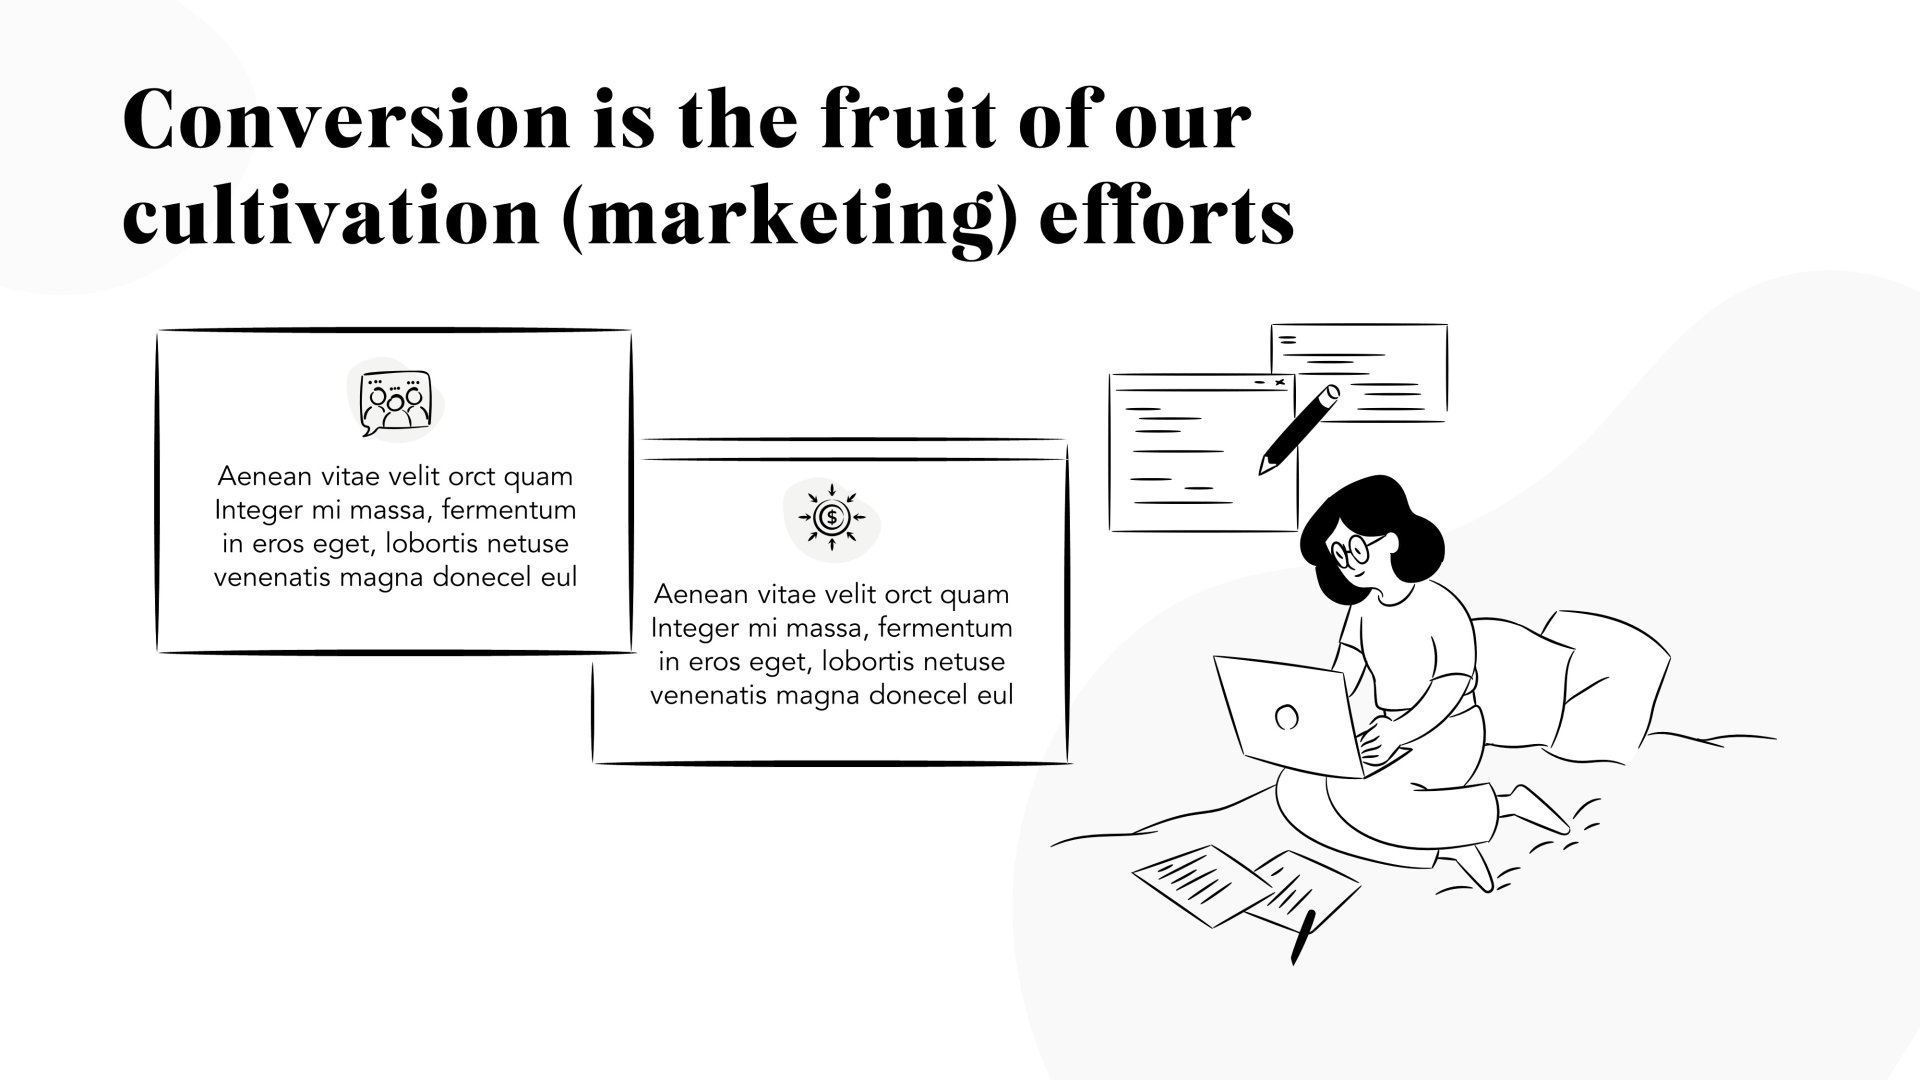 Conversion is the fruit of our
cultivation (marketing) efforts
Aenean vitae velit orct quam
Integer mi massa, fermentum
in eros eget, lobortis netuse
venenatis magna donecel eul
$
Aenean vitae velit orct quam
Integer mi massa, fermentum
in eros eget, lobortis netuse
venenatis magna donecel eul